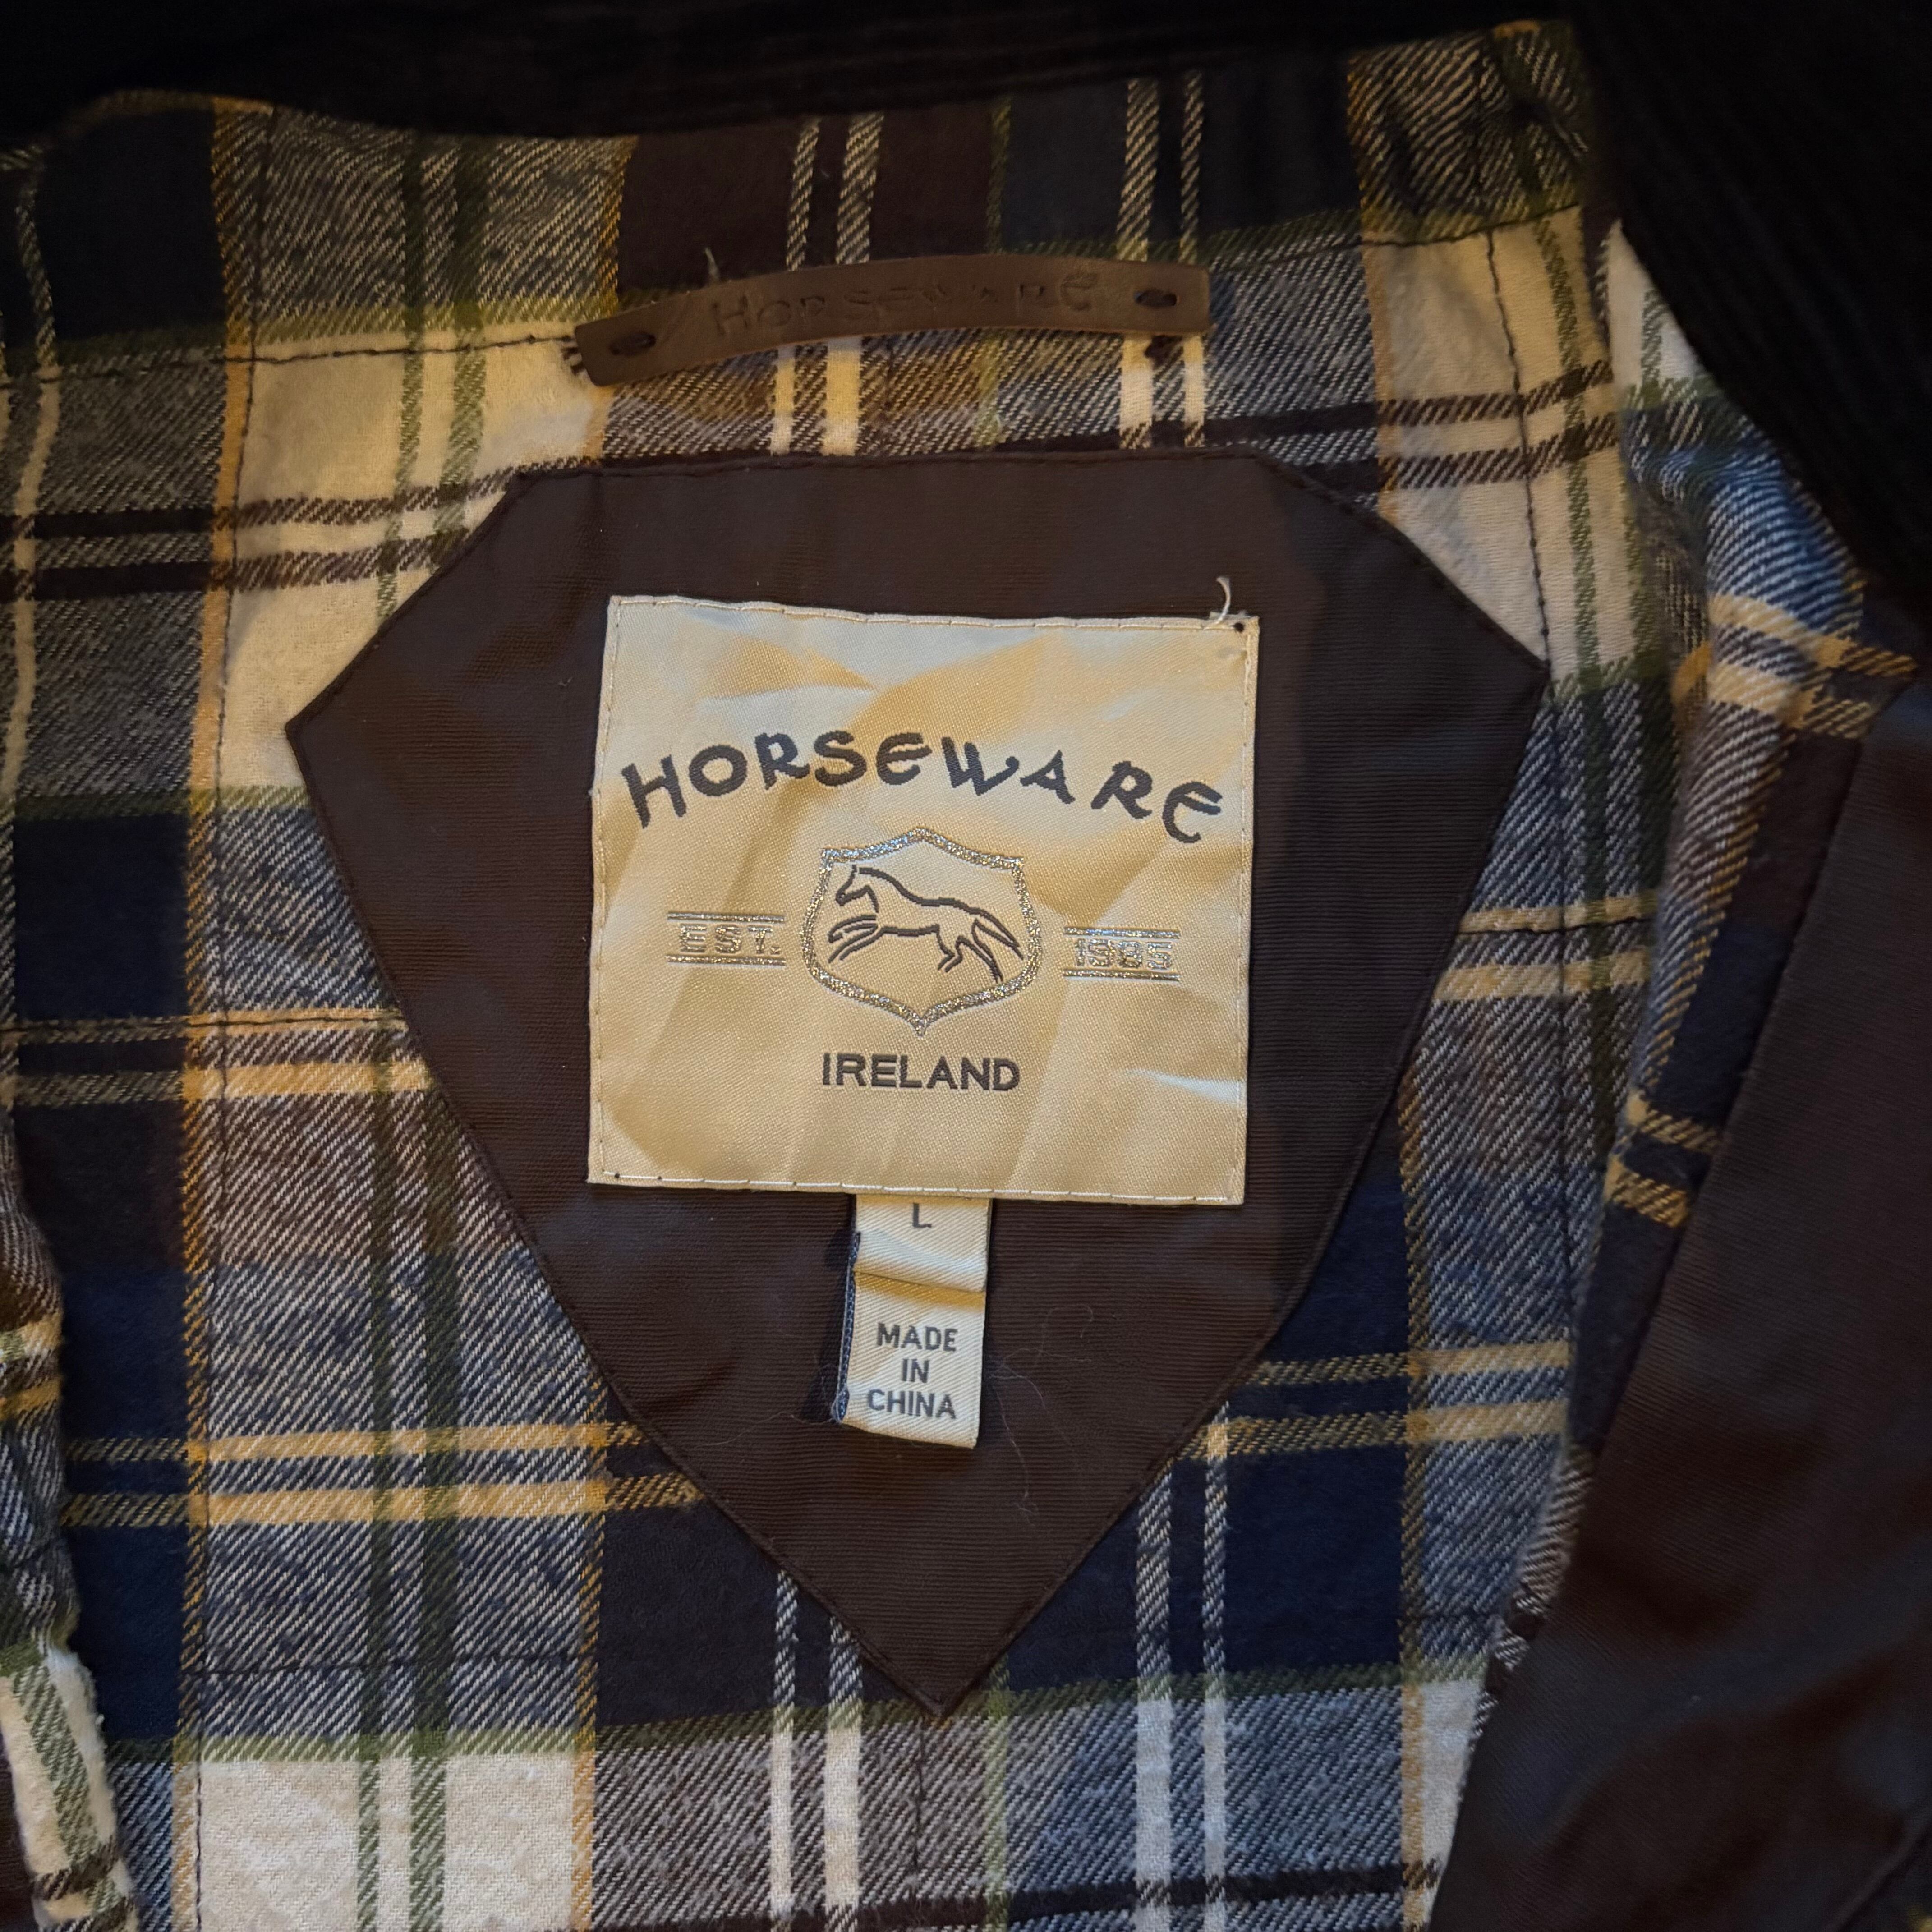 HORSEWARE
HORSEWARE
EST. 1985
IRELAND
L
MADE
IN
CHINA